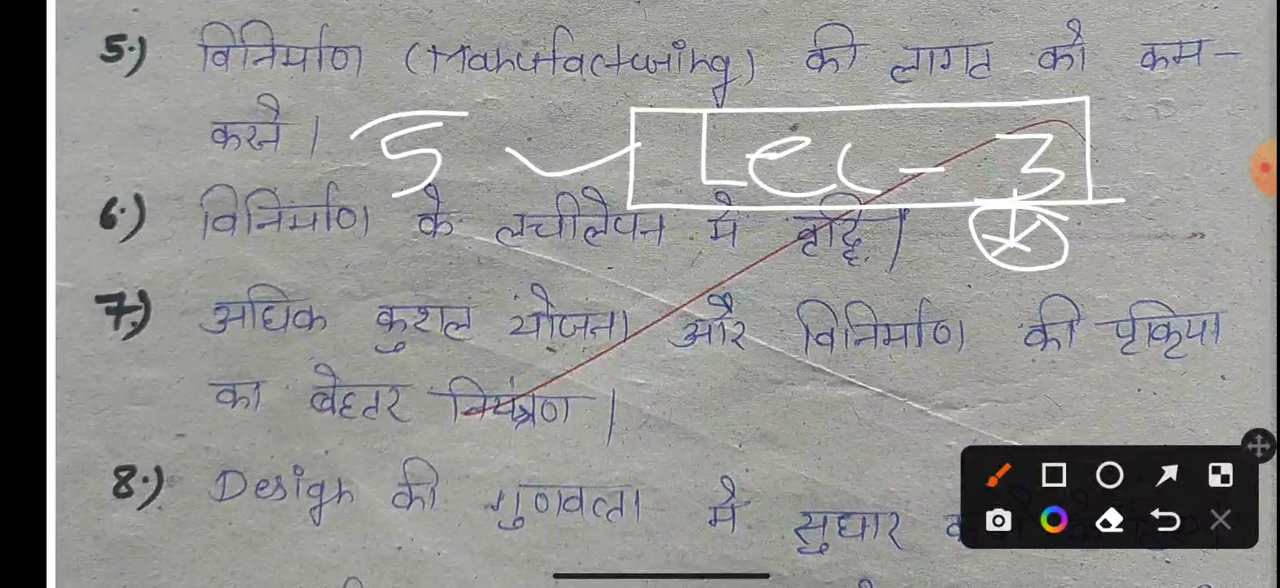 5.) विनिर्माण (Manufacturing) की लागत को कम-
करने।
5 Lec-3
6.) विनिर्माण के लचीलेपन में वृद्धि।
7.) अधिक कुशल योजना और विनिर्माण की प्रक्रिया
का बेहतर नियंत्रण।
8.) Design की गुणवत्ता में सुधार